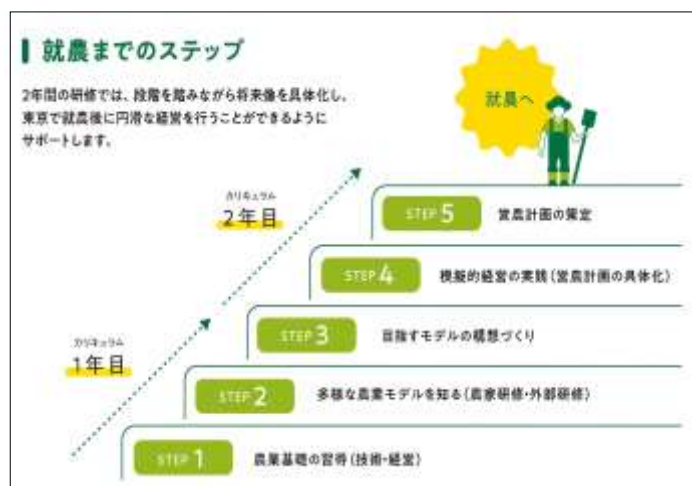 就農までのステップ
2年間の研修では、段階を踏みながら将来像を具体化し、
東京で就農後に円滑な経営を行うことができるように
サポートします。
就農へ
カリキュラム
2年目
STEP 5 営農計画の策定
STEP 4 模擬的経営の実践(営農計画の具体化)
STEP 3 目指すモデルの構想づくり
カリキュラム
1年目
STEP 2 多様な農業モデルを知る(農家研修・外部研修)
STEP 1 農業基礎の習得(技術・経営)